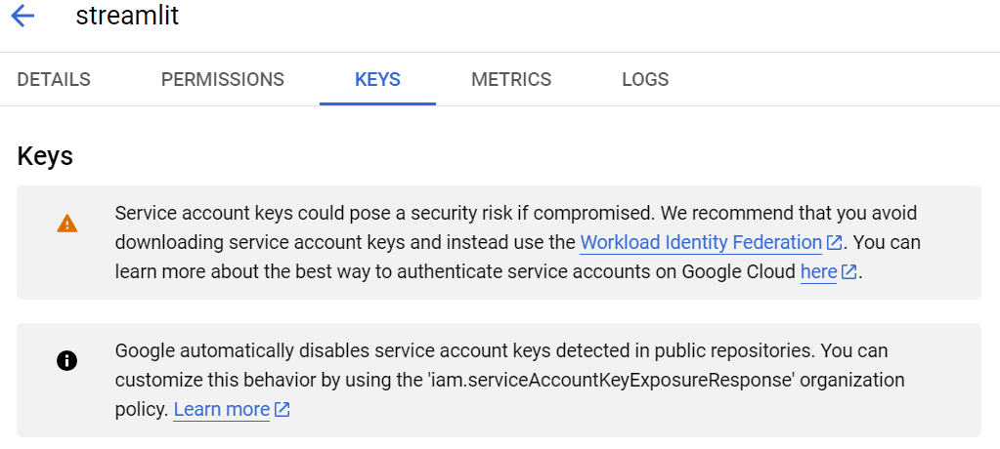 streamlit
DETAILS PERMISSIONS KEYS METRICS LOGS
Keys
Service account keys could pose a security risk if compromised. We recommend that you avoid
downloading service account keys and instead use the Workload Identity Federation. You can
learn more about the best way to authenticate service accounts on Google Cloud here.
Google automatically disables service account keys detected in public repositories. You can
customize this behavior by using the 'iam.serviceAccountKeyExposureResponse' organization
policy. Learn more